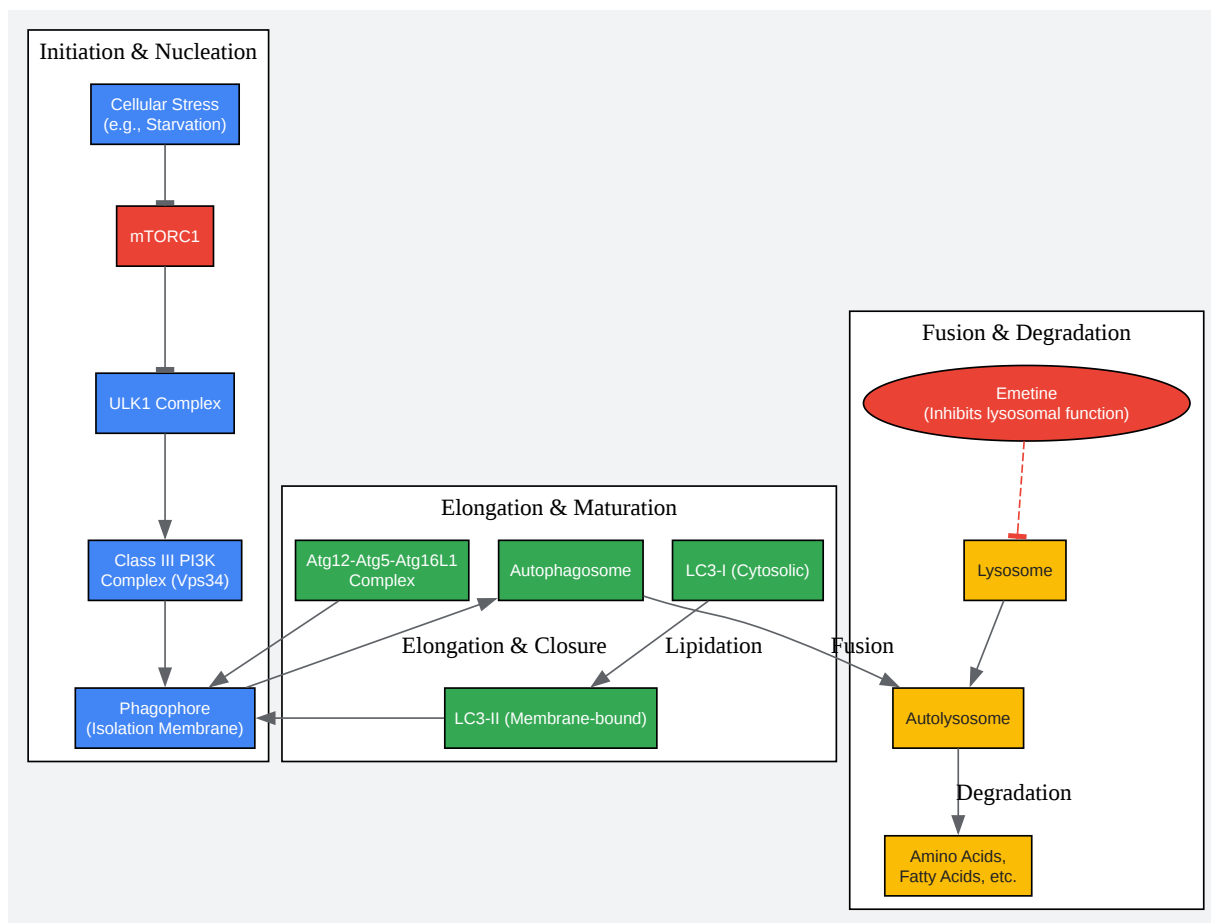 Initiation & Nucleation
Cellular Stress
(e.g., Starvation)
mTORC1
ULK1 Complex
Class III PI3K
Complex (Vps34)
Phagophore
(Isolation Membrane)
Elongation & Maturation
Atg12-Atg5-Atg16L1
Complex
Autophagosome
LC3-I (Cytosolic)
Elongation & Closure
Lipidation
LC3-II (Membrane-bound)
Fusion & Degradation
Emetine
(Inhibits lysosomal function)
Lysosome
Fusion
Autolysosome
Degradation
Amino Acids,
Fatty Acids, etc.